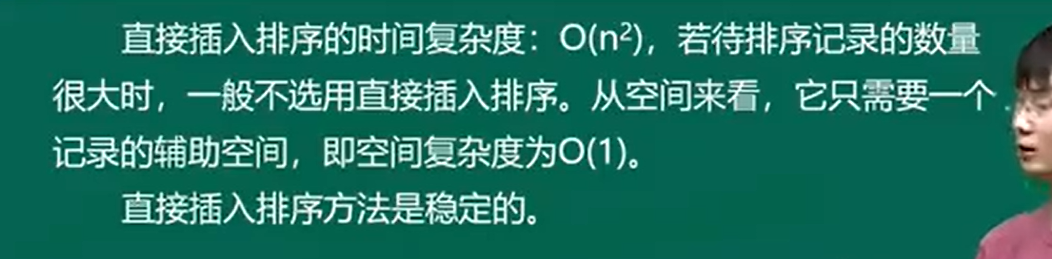 直接插入排序的时间复杂度：O(n²)，若待排序记录的数量
很大时，一般不选用直接插入排序。从空间来看，它只需要一个
记录的辅助空间，即空间复杂度为O(1)。
直接插入排序方法是稳定的。